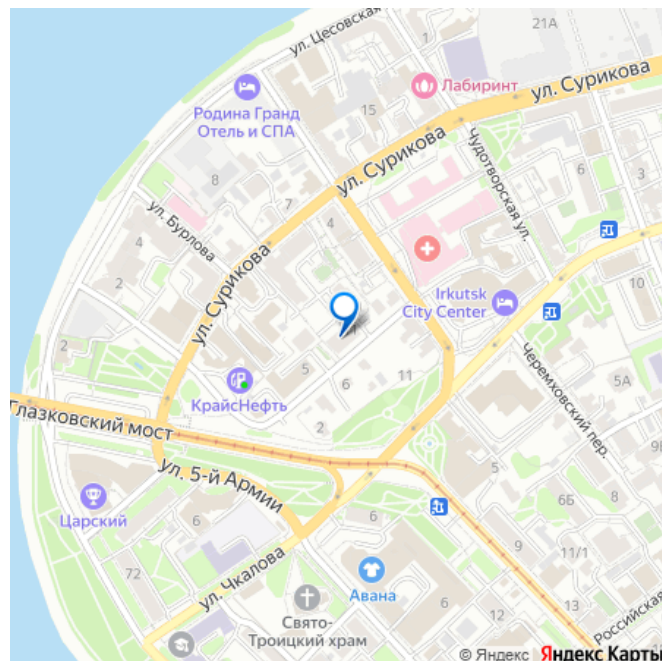 ул. Цесовская
21А
Лабиринт
ул. Сурикова
Родина Гранд
Отель и СПА
15
Чудотворская ул.
6
8
ул. Сурикова
ул. Бурлова
4
4
6
2
ул. Сурикова
1
Irkutsk
City Center
10
2
Черемховский пер.
5
6
11
5А
КрайсНефть
2
Глазковский мост
5
9
ул. 5-й Армии
Царский
6
6
6Б
8
72
9
11/1
ул. Чкалова
Авана
12
13
Свято-
Троицкий храм
Российская
© Яндекс Яндекс Карты